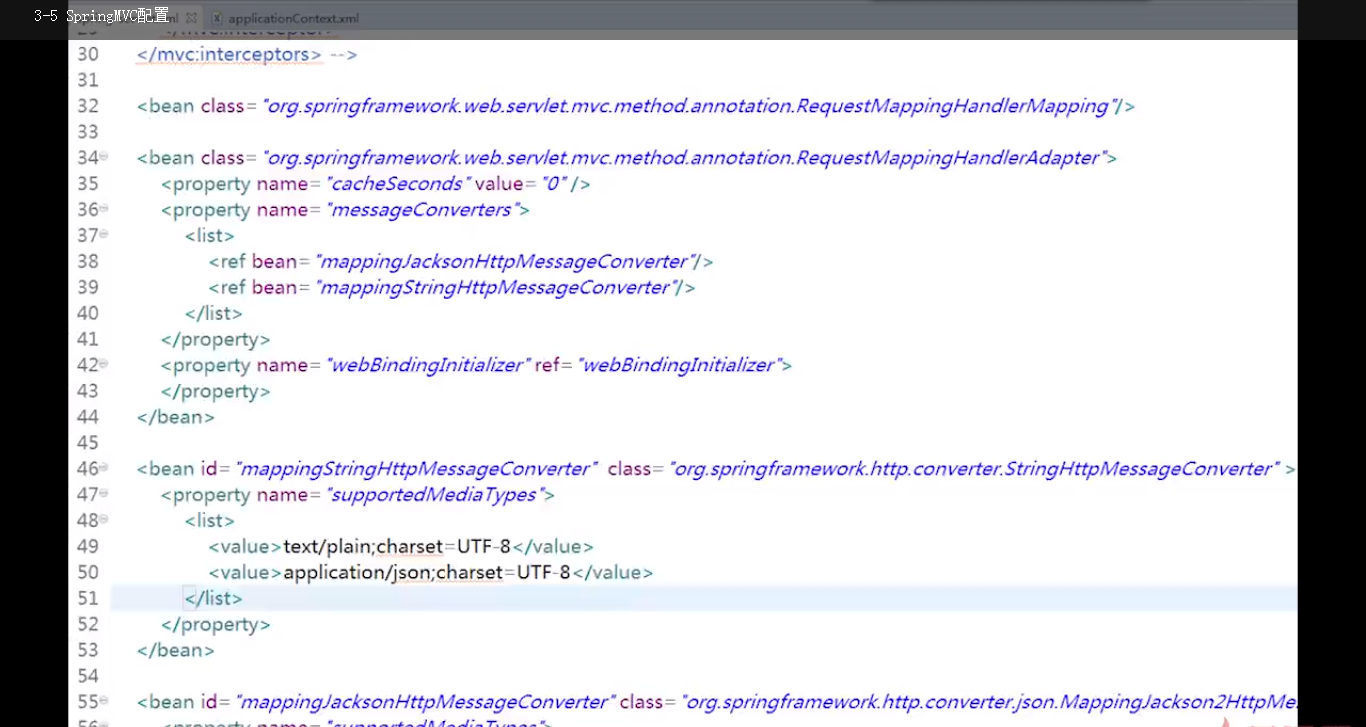 3-5 SpringMVC配置
applicationContext.xml
30 </mvc:interceptors> -->
31
32 <bean class="org.springframework.web.servlet.mvc.method.annotation.RequestMappingHandlerMapping"/>
33
34 <bean class="org.springframework.web.servlet.mvc.method.annotation.RequestMappingHandlerAdapter">
35 <property name="cacheSeconds" value="0" />
36 <property name="messageConverters">
37 <list>
38 <ref bean="mappingJacksonHttpMessageConverter"/>
39 <ref bean="mappingStringHttpMessageConverter"/>
40 </list>
41 </property>
42 <property name="webBindingInitializer" ref="webBindingInitializer">
43 </property>
44 </bean>
45
46 <bean id="mappingStringHttpMessageConverter" class="org.springframework.http.converter.StringHttpMessageConverter" >
47 <property name="supportedMediaTypes">
48 <list>
49 <value>text/plain;charset=UTF-8</value>
50 <value>application/json;charset=UTF-8</value>
51 </list>
52 </property>
53 </bean>
54
55 <bean id="mappingJacksonHttpMessageConverter" class="org.springframework.http.converter.json.MappingJackson2HttpMe
56 <property name="supportedMediaTypes">